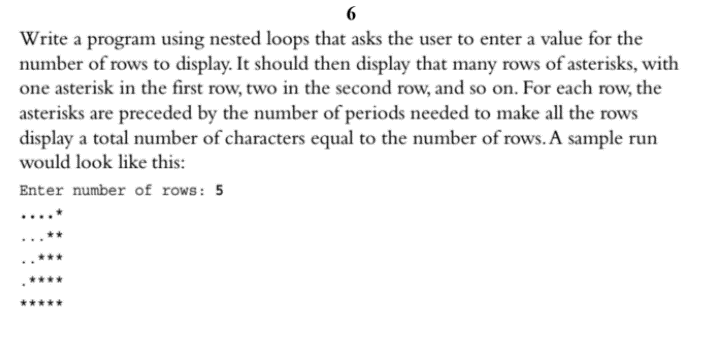 6
Write a program using nested loops that asks the user to enter a value for the
number of rows to display. It should then display that many rows of asterisks, with
one asterisk in the first row, two in the second row, and so on. For each row, the
asterisks are preceded by the number of periods needed to make all the rows
display a total number of characters equal to the number of rows. A sample run
would look like this:
Enter number of rows: 5
....*
...**
..***
.****
*****